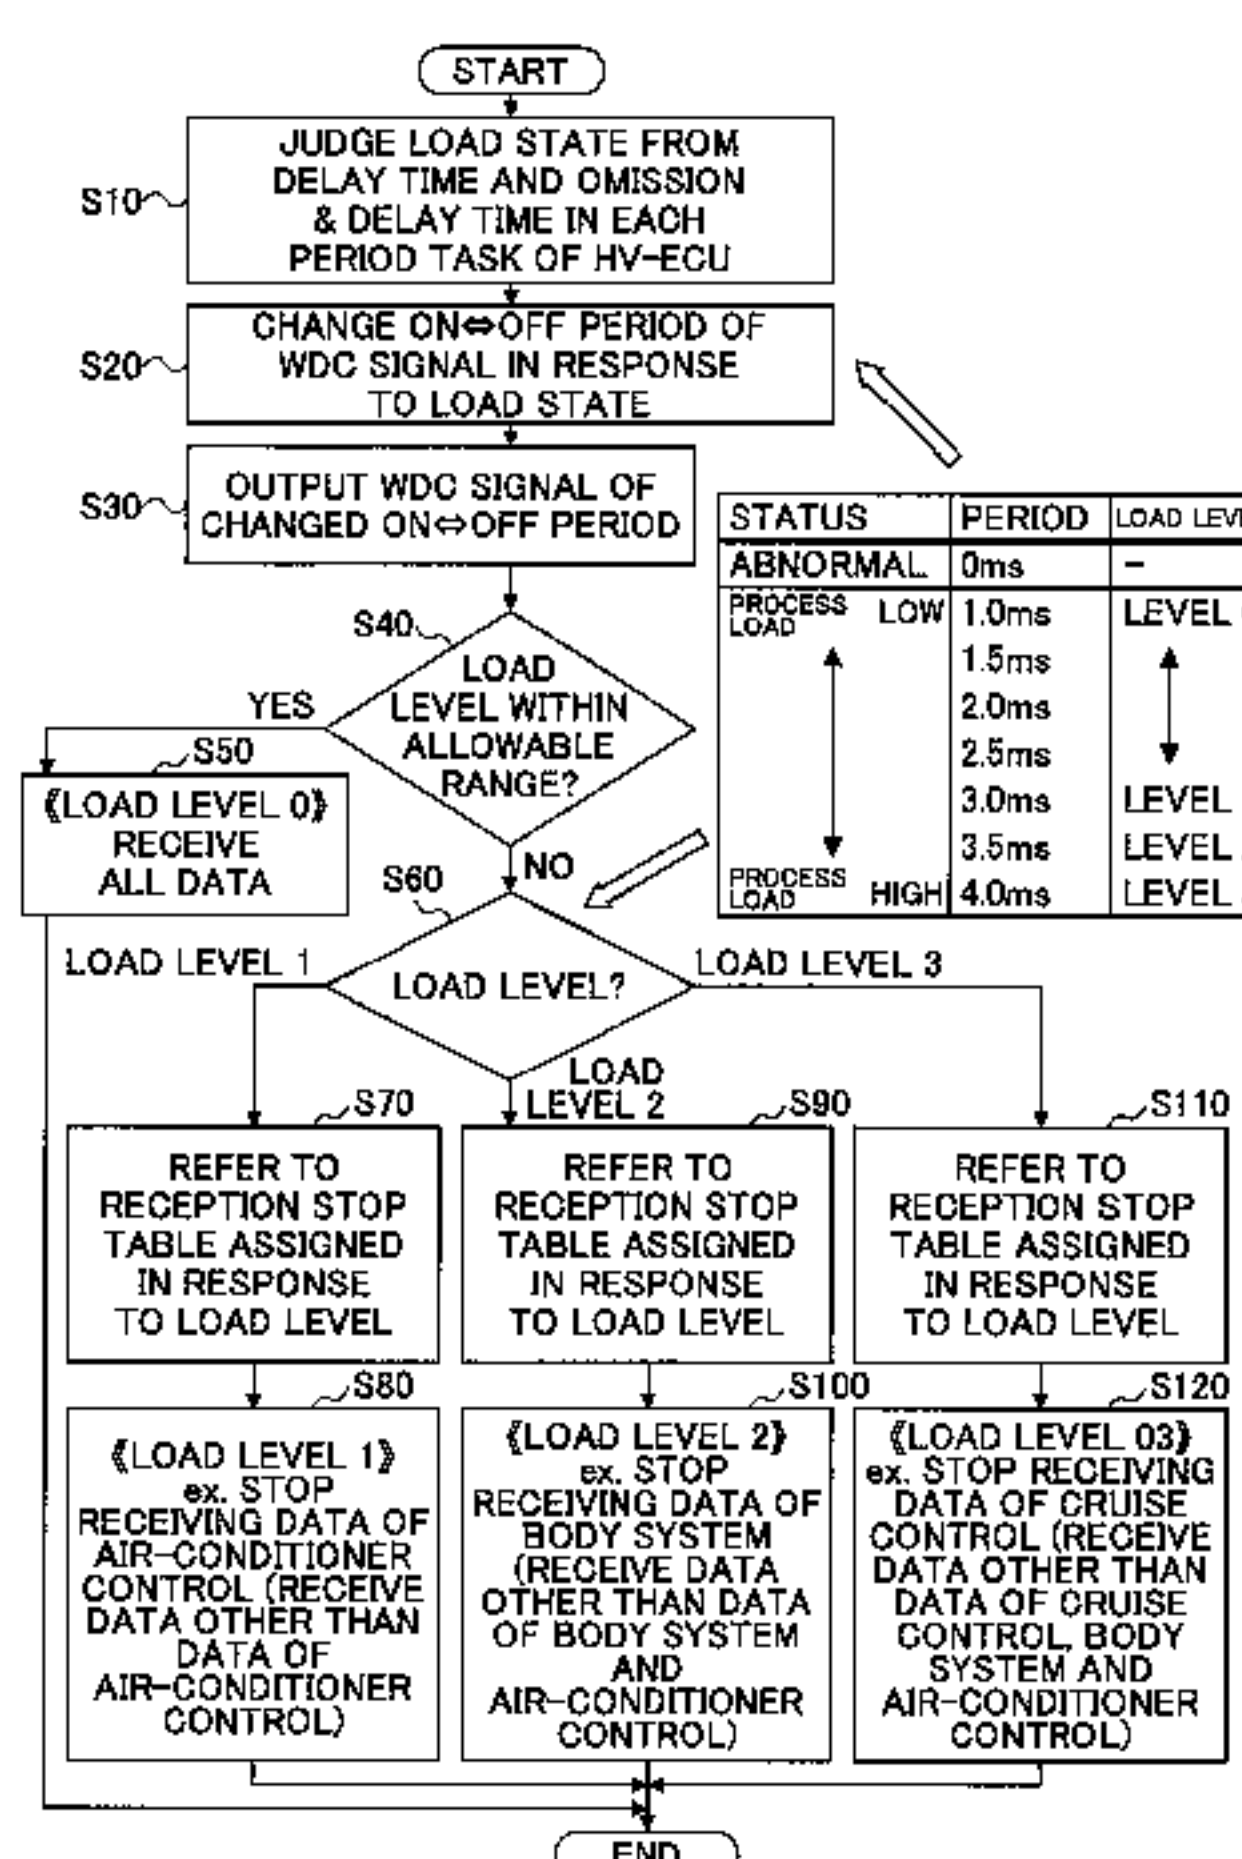 START
S10
JUDGE LOAD STATE FROM
DELAY TIME AND OMISSION
& DELAY TIME IN EACH
PERIOD TASK OF HV-ECU
S20
CHANGE ON⇔OFF PERIOD OF
WDC SIGNAL IN RESPONSE
TO LOAD STATE
S30
OUTPUT WDC SIGNAL OF
CHANGED ON⇔OFF PERIOD
STATUS PERIOD LOAD
ABNORMAL 0ms -
PROCESS
LOAD LOW 1.0ms LEVEL
1.5ms
2.0ms
2.5ms
3.0ms LEVEL
3.5ms LEVEL
PROCESS
LOAD HIGH 4.0ms LEVEL
S40
LOAD
LEVEL WITHIN
ALLOWABLE
RANGE?
YES
NO
S50
《LOAD LEVEL 0》
RECEIVE
ALL DATA
S60
LOAD LEVEL?
LOAD LEVEL 1
LOAD
LEVEL 2
LOAD LEVEL 3
S70
REFER TO
RECEPTION STOP
TABLE ASSIGNED
IN RESPONSE
TO LOAD LEVEL
S90
REFER TO
RECEPTION STOP
TABLE ASSIGNED
IN RESPONSE
TO LOAD LEVEL
S110
REFER TO
RECEPTION STOP
TABLE ASSIGNED
IN RESPONSE
TO LOAD LEVEL
S80
《LOAD LEVEL 1》
ex. STOP
RECEIVING DATA OF
AIR-CONDITIONER
CONTROL (RECEIVE
DATA OTHER THAN
DATA OF
AIR-CONDITIONER
CONTROL)
S100
《LOAD LEVEL 2》
ex. STOP
RECEIVING DATA OF
BODY SYSTEM
(RECEIVE DATA
OTHER THAN DATA
OF BODY SYSTEM
AND
AIR-CONDITIONER
CONTROL)
S120
《LOAD LEVEL 03》
ex. STOP RECEIVING
DATA OF CRUISE
CONTROL (RECEIVE
DATA OTHER THAN
DATA OF CRUISE
CONTROL, BODY
SYSTEM AND
AIR-CONDITIONER
CONTROL)
END